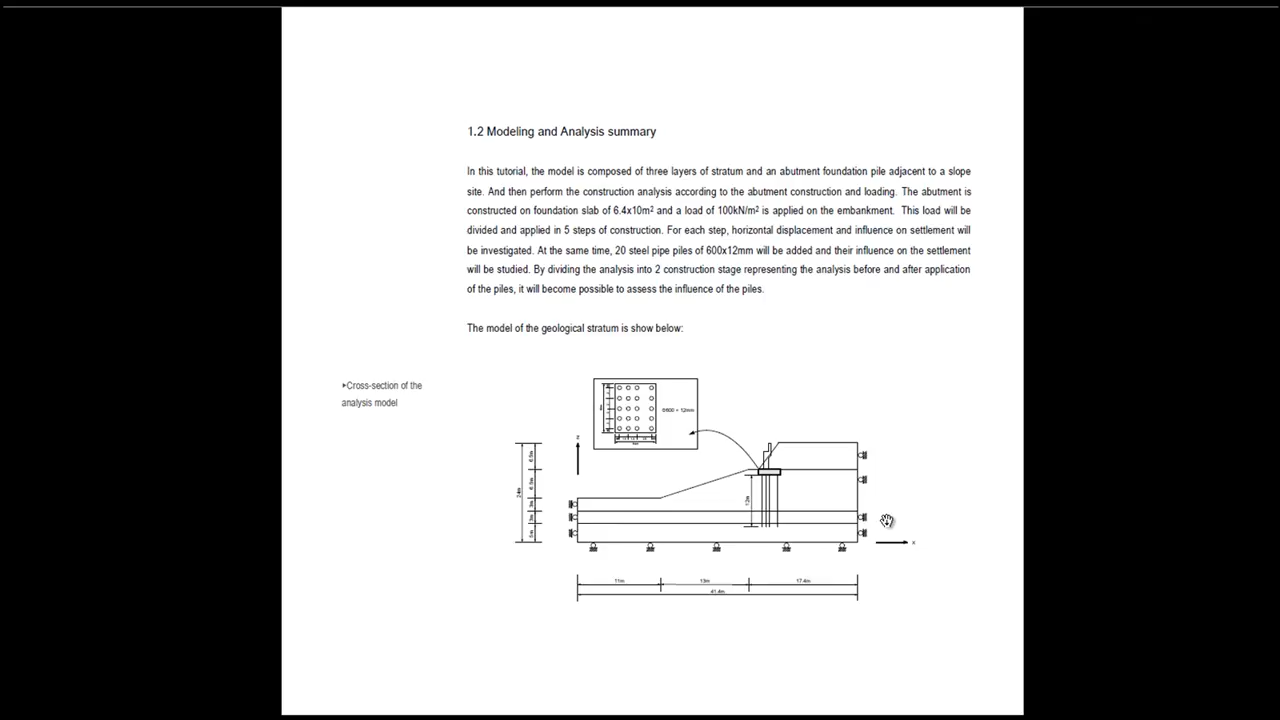 1.2 Modeling and Analysis summary
In this tutorial, the model is composed of three layers of stratum and an abutment foundation pile adjacent to a slope
site. And then perform the construction analysis according to the abutment construction and loading. The abutment is
constructed on foundation slab of 6.4x10m² and a load of 100kN/m² is applied on the embankment. This load will be
divided and applied in 5 steps of construction. For each step, horizontal displacement and influence on settlement will
be investigated. At the same time, 20 steel pipe piles of 600x12mm will be added and their influence on the settlement
will be studied. By dividing the analysis into 2 construction stage representing the analysis before and after application
of the piles, it will become possible to assess the influence of the piles.
The model of the geological stratum is show below:
▸Cross-section of the
analysis model
z
24m
3m
3m
5m
12m
x
11m
13m
17.4m
41.4m